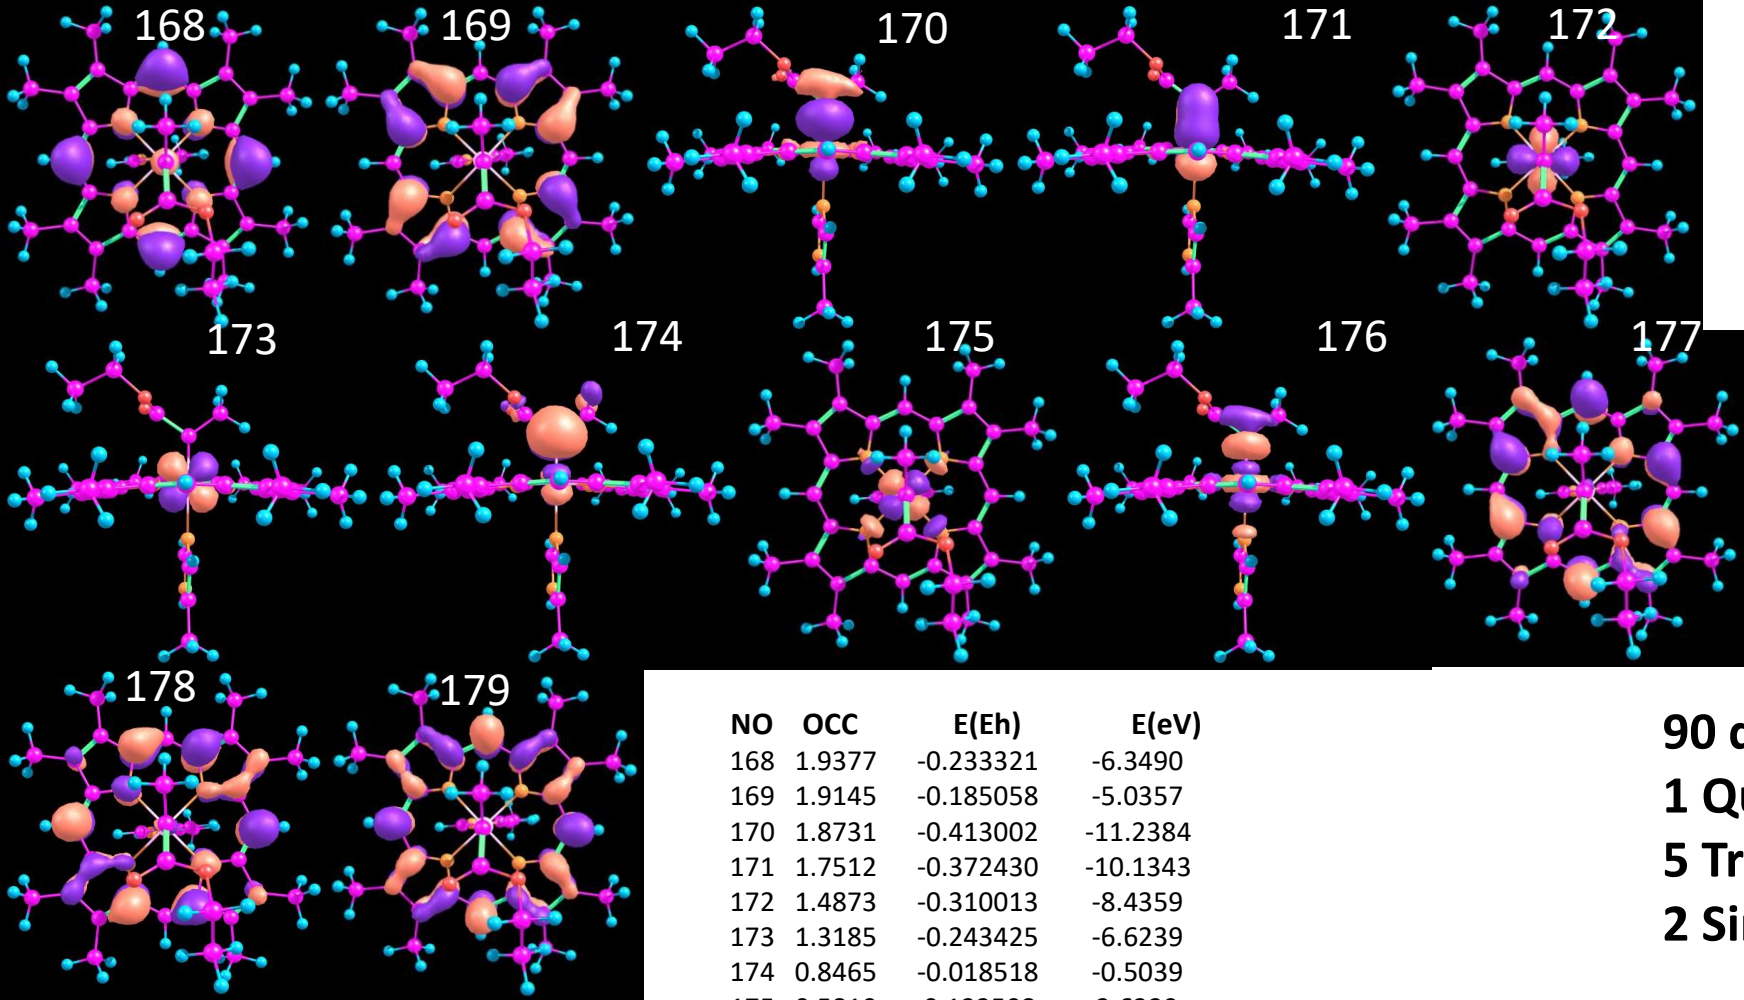 168 169 170 171 172
173 174 175 176 177
178 179
NO OCC E(Eh) E(eV)
168 1.9377 -0.233321 -6.3490
169 1.9145 -0.185058 -5.0357
170 1.8731 -0.413002 -11.2384
171 1.7512 -0.372430 -10.1343
172 1.4873 -0.310013 -8.4359
173 1.3185 -0.243425 -6.6239
174 0.8465 -0.018518 -0.5039
90
1
5
2